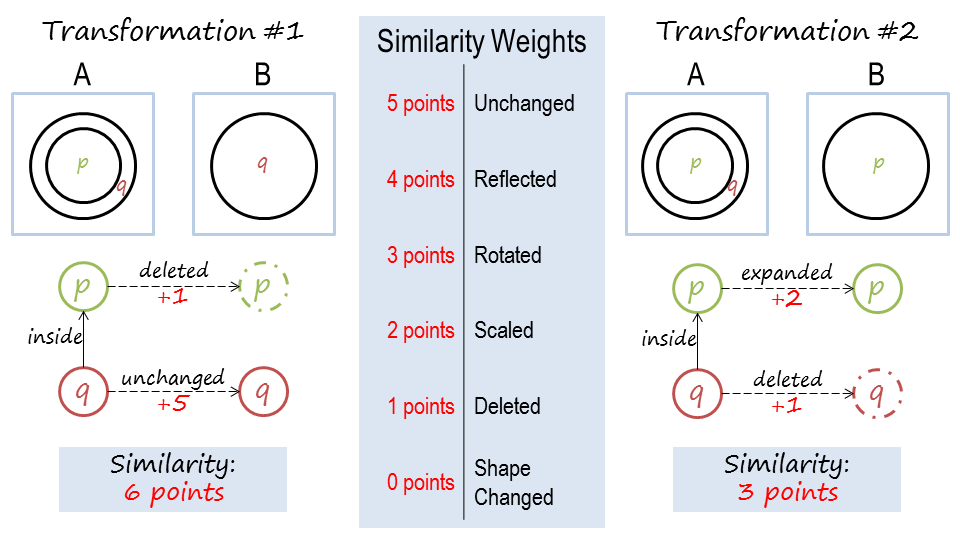 Transformation #1
A
B
p
q
q
p
deleted
+1
p
inside
q
unchanged
+5
q
Similarity:
6 points
Similarity Weights
5 points Unchanged
4 points Reflected
3 points Rotated
2 points Scaled
1 points Deleted
0 points Shape
Changed
Transformation #2
A
B
p
q
p
p
expanded
+2
p
inside
q
deleted
+1
q
Similarity:
3 points